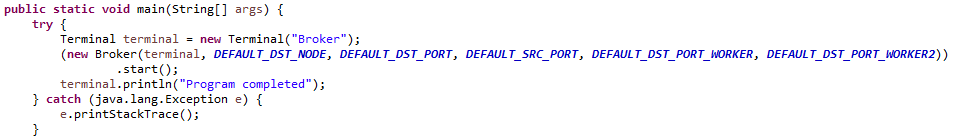 public static void main(String[] args) {
    try {
        Terminal terminal = new Terminal("Broker");
        (new Broker(terminal, DEFAULT_DST_NODE, DEFAULT_DST_PORT, DEFAULT_SRC_PORT, DEFAULT_DST_PORT_WORKER, DEFAULT_DST_PORT_WORKER2))
                .start();
        terminal.println("Program completed");
    } catch (java.lang.Exception e) {
        e.printStackTrace();
    }